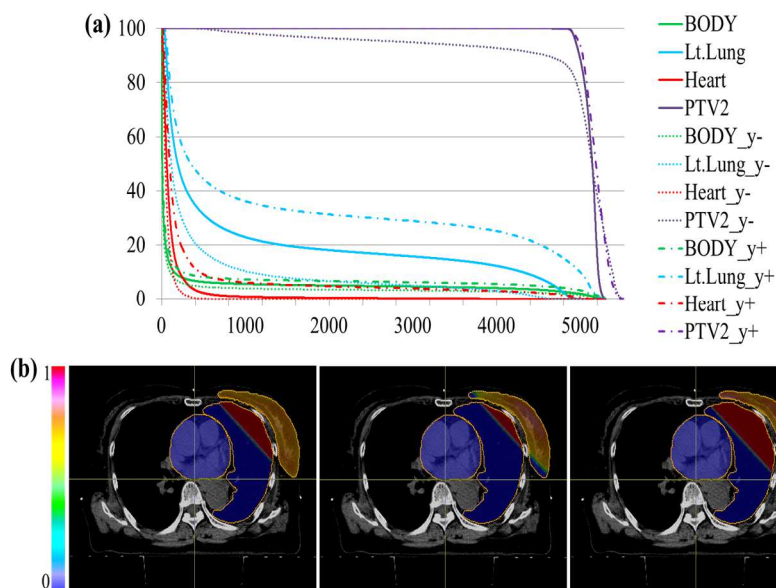 (a)
100
80
60
40
20
0
0 1000 2000 3000 4000 5000
BODY
Lt.Lung
Heart
PTV2
BODY_y-
Lt.Lung_y-
Heart_y-
PTV2_y-
BODY_y+
Lt.Lung_y+
Heart_y+
PTV2_y+
(b)
1
0